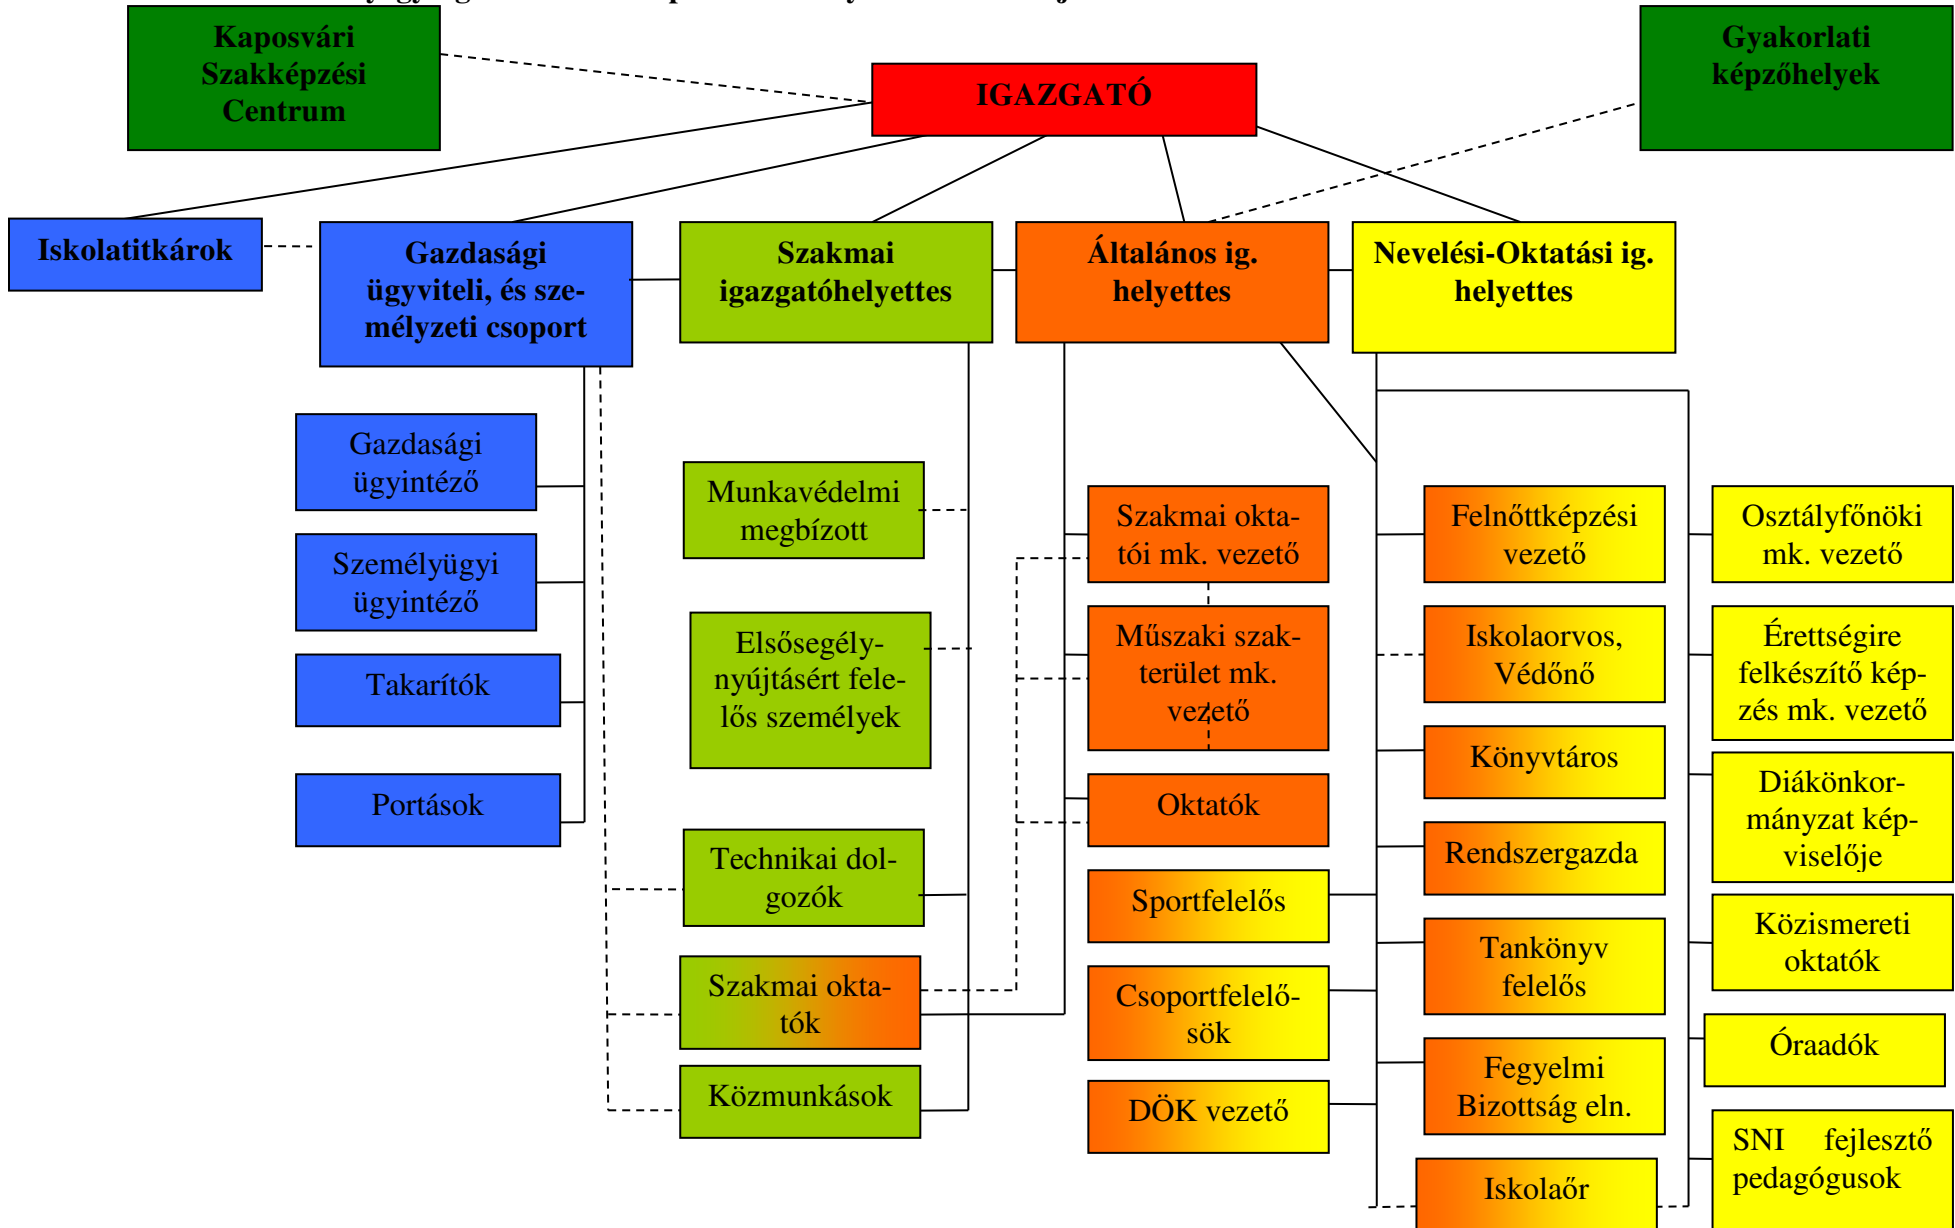 Kaposvári
Szakképzési
Centrum
IGAZGATÓ
Gyakorlati
képzőhelyek
Iskolatitkárok
Gazdasági
ügyviteli, és sze-
mélyzeti csoport
Szakmai
igazgatóhelyettes
Általános ig.
helyettes
Nevelési-Oktatási ig.
helyettes
Gazdasági
ügyintéző
Személyügyi
ügyintéző
Takarítók
Portások
Munkavédelmi
megbízott
Elsősegély-
nyújtásért fele-
lős személyek
Technikai dol-
gozók
Szakmai okta-
tók
Közmunkások
Szakmai okta-
tói mk. vezető
Műszaki szak-
terület mk.
vezető
Oktatók
Sportfelelős
Csoportfelelő-
sök
DÖK vezető
Felnőttképzési
vezető
Iskolaorvos,
Védőnő
Könyvtáros
Rendszergazda
Tankönyv
felelős
Fegyelmi
Bizottság eln.
Iskolaőr
Osztályfőnöki
mk. vezető
Érettségire
felkészítő kép-
zés mk. vezető
Diákönkor-
mányzat kép-
viselője
Közismereti
oktatók
Óraadók
SNI fejlesztő
pedagógusok